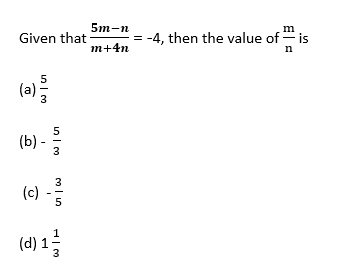 Given that (5m−n)/(m+4n) = -4, then the value of m/n is
(a) 5/3
(b) - 5/3
(c) - 3/5
(d) 1 1/3